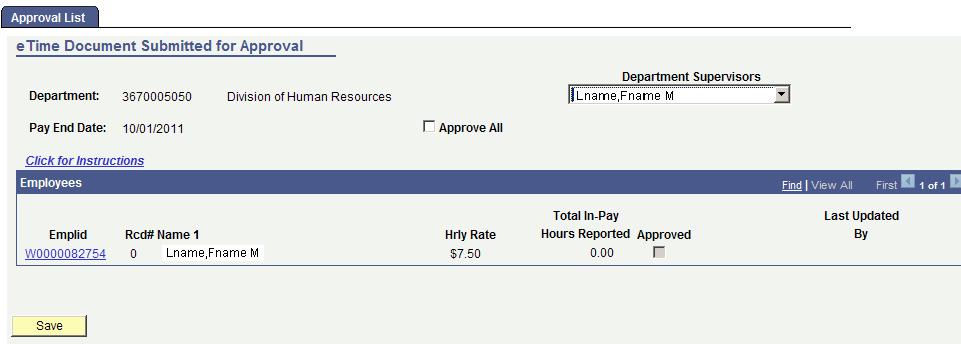 Approval List
eTime Document Submitted for Approval
Department Supervisors
Department: 3670005050 Division of Human Resources Lname,Fname M
Pay End Date: 10/01/2011 Approve All
Click for Instructions
Employees Find | View All First 1 of 1
Total In-Pay Last Updated
Emplid Rcd# Name 1 Hrly Rate Hours Reported Approved By
W0000082754 0 Lname,Fname M $7.50 0.00
Save